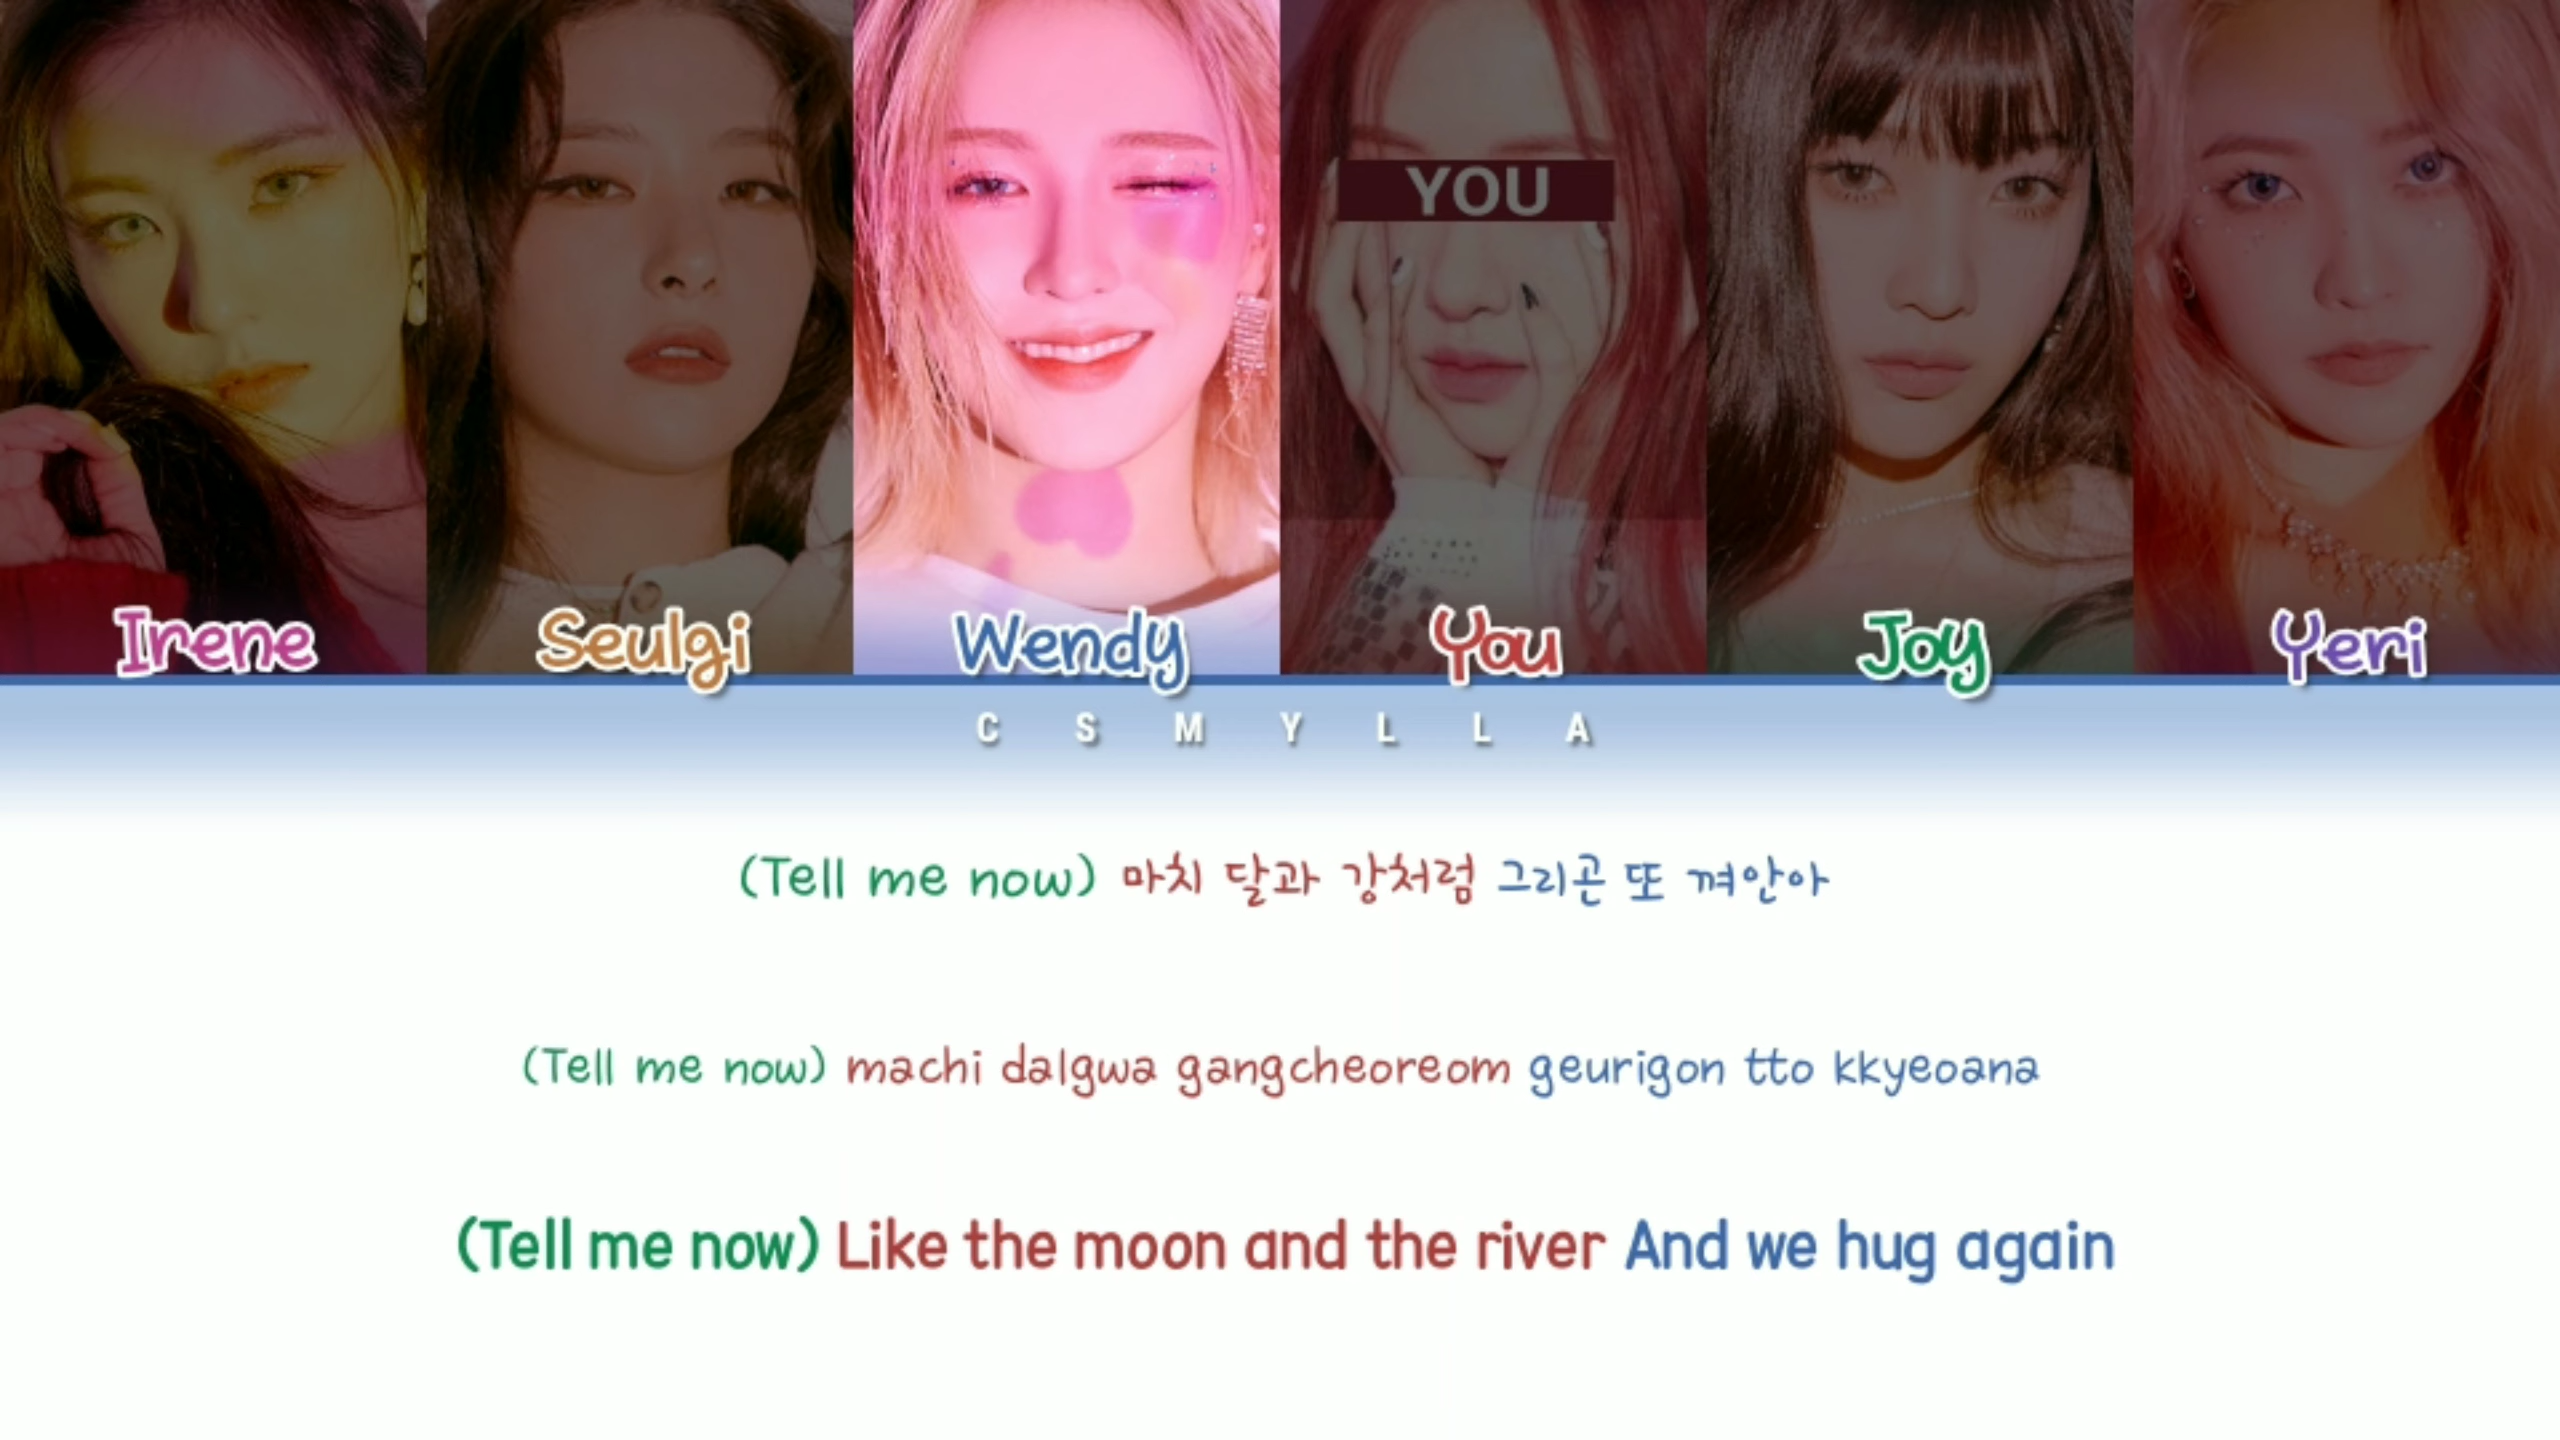 YOU
Irene Seulgi Wendy You Joy Yeri
C S M Y L L A
(Tell me now) 마치 달과 강처럼 그리곤 또 껴안아
(Tell me now) machi dalgwa gangcheoreom geurigon tto kkyeoana
(Tell me now) Like the moon and the river And we hug again